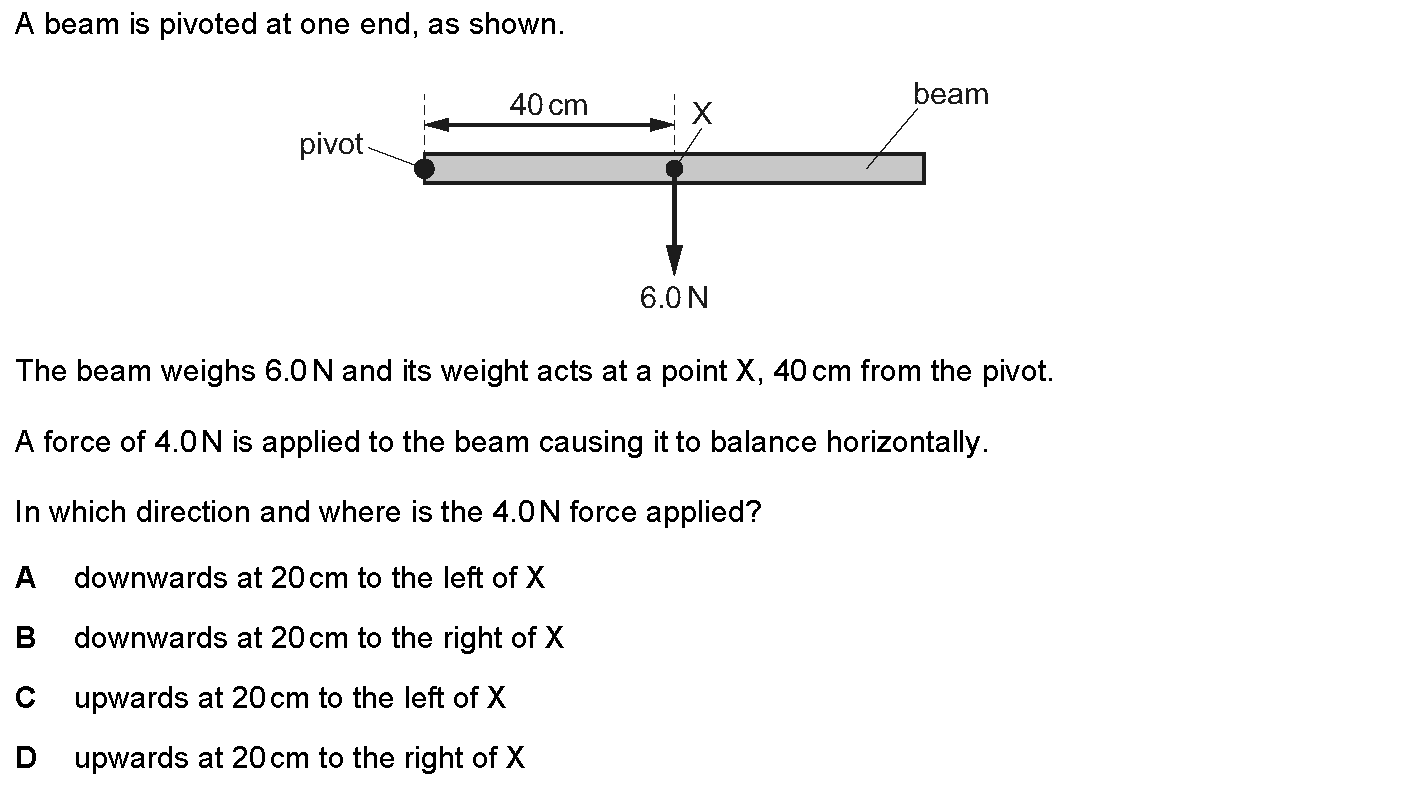 A beam is pivoted at one end, as shown.
beam
40 cm
X
pivot
6.0 N
The beam weighs 6.0 N and its weight acts at a point X, 40 cm from the pivot.
A force of 4.0 N is applied to the beam causing it to balance horizontally.
In which direction and where is the 4.0 N force applied?
A downwards at 20 cm to the left of X
B downwards at 20 cm to the right of X
C upwards at 20 cm to the left of X
D upwards at 20 cm to the right of X